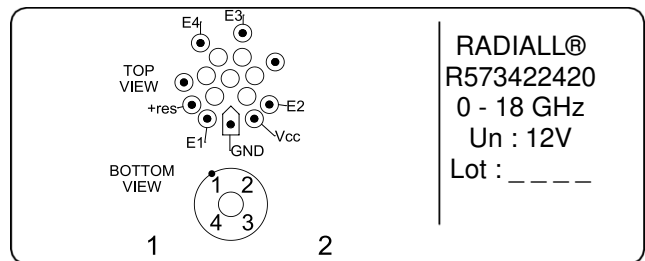 E4
E3
TOP
VIEW
+res
E2
E1
Vcc
GND
BOTTOM
VIEW
1 2
4 3
1 2
RADIALL®
R573422420
0 - 18 GHz
Un : 12V
Lot : _ _ _ _